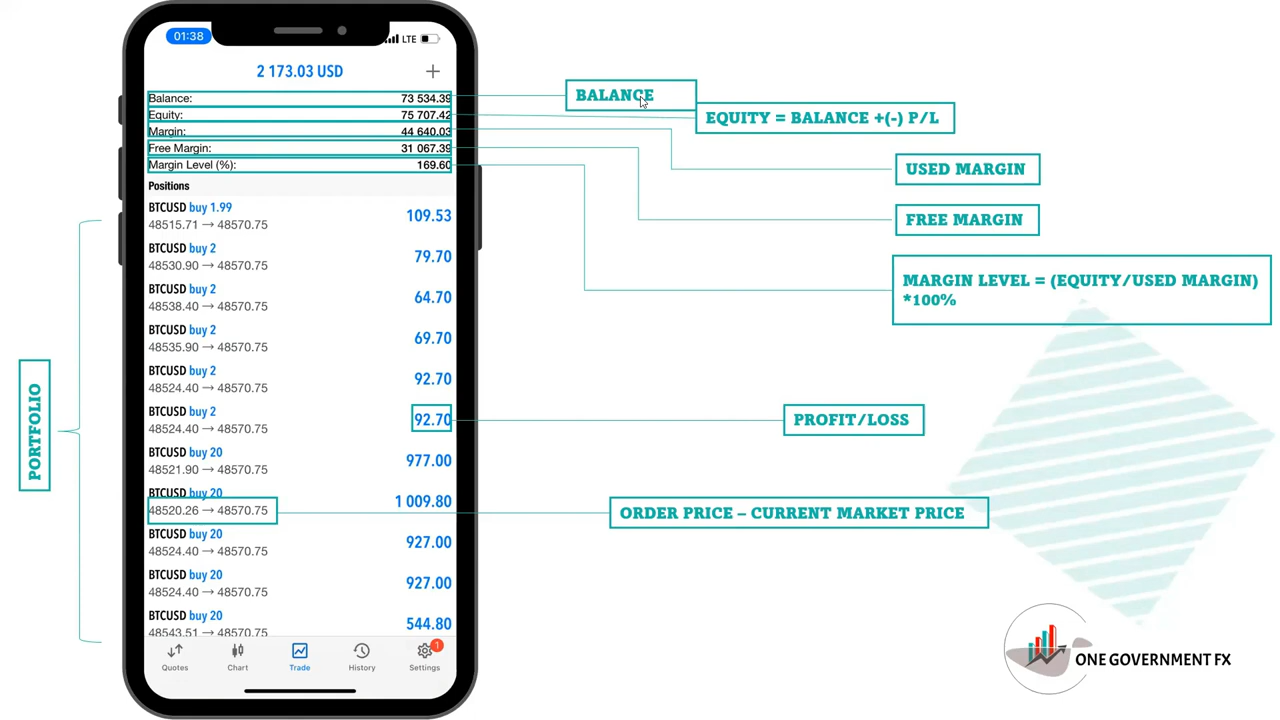 01:38
LTE
2 173.03 USD
+
Balance: 73 534.39
Equity: 75 707.42
Margin: 44 640.03
Free Margin: 31 067.39
Margin Level (%): 169.60
Positions
BTCUSD buy 1.99
48515.71 → 48570.75
109.53
BTCUSD buy 2
48530.90 → 48570.75
79.70
BTCUSD buy 2
48538.40 → 48570.75
64.70
BTCUSD buy 2
48535.90 → 48570.75
69.70
BTCUSD buy 2
48524.40 → 48570.75
92.70
BTCUSD buy 2
48524.40 → 48570.75
92.70
BTCUSD buy 20
48521.90 → 48570.75
977.00
BTCUSD buy 20
48520.26 → 48570.75
1 009.80
BTCUSD buy 20
48524.40 → 48570.75
927.00
BTCUSD buy 20
48524.40 → 48570.75
927.00
BTCUSD buy 20
48543.51 → 48570.75
544.80
Quotes
Chart
Trade
History
1
Settings
PORTFOLIO
BALANCE
EQUITY = BALANCE +(-) P/L
USED MARGIN
FREE MARGIN
MARGIN LEVEL = (EQUITY/USED MARGIN)
*100%
PROFIT/LOSS
ORDER PRICE – CURRENT MARKET PRICE
ONE GOVERNMENT FX